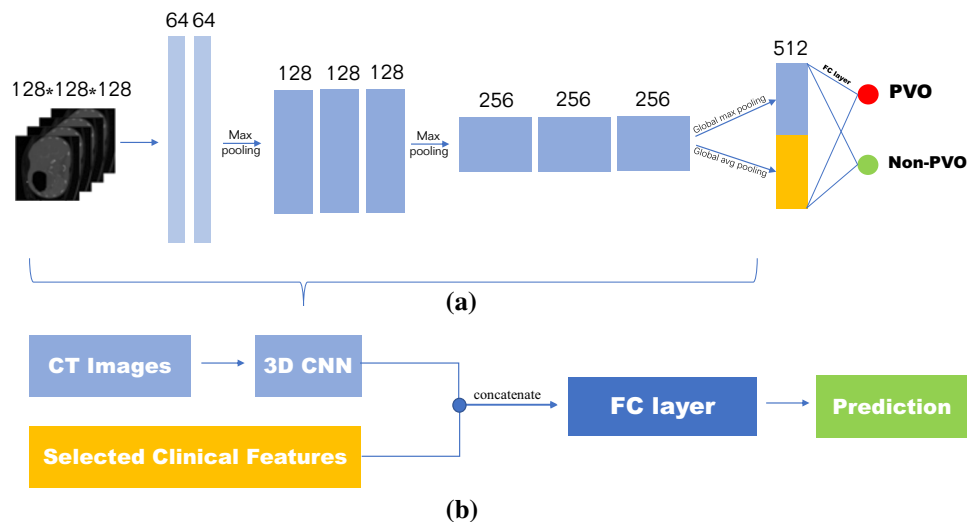 64 64
512
128 128 128
FC layer
128*128*128
PVO
256 256 256
Global max pooling
Max
pooling
Max
pooling
Global avg pooling
Non-PVO
(a)
CT Images
3D CNN
concatenate
FC layer
Prediction
Selected Clinical Features
(b)